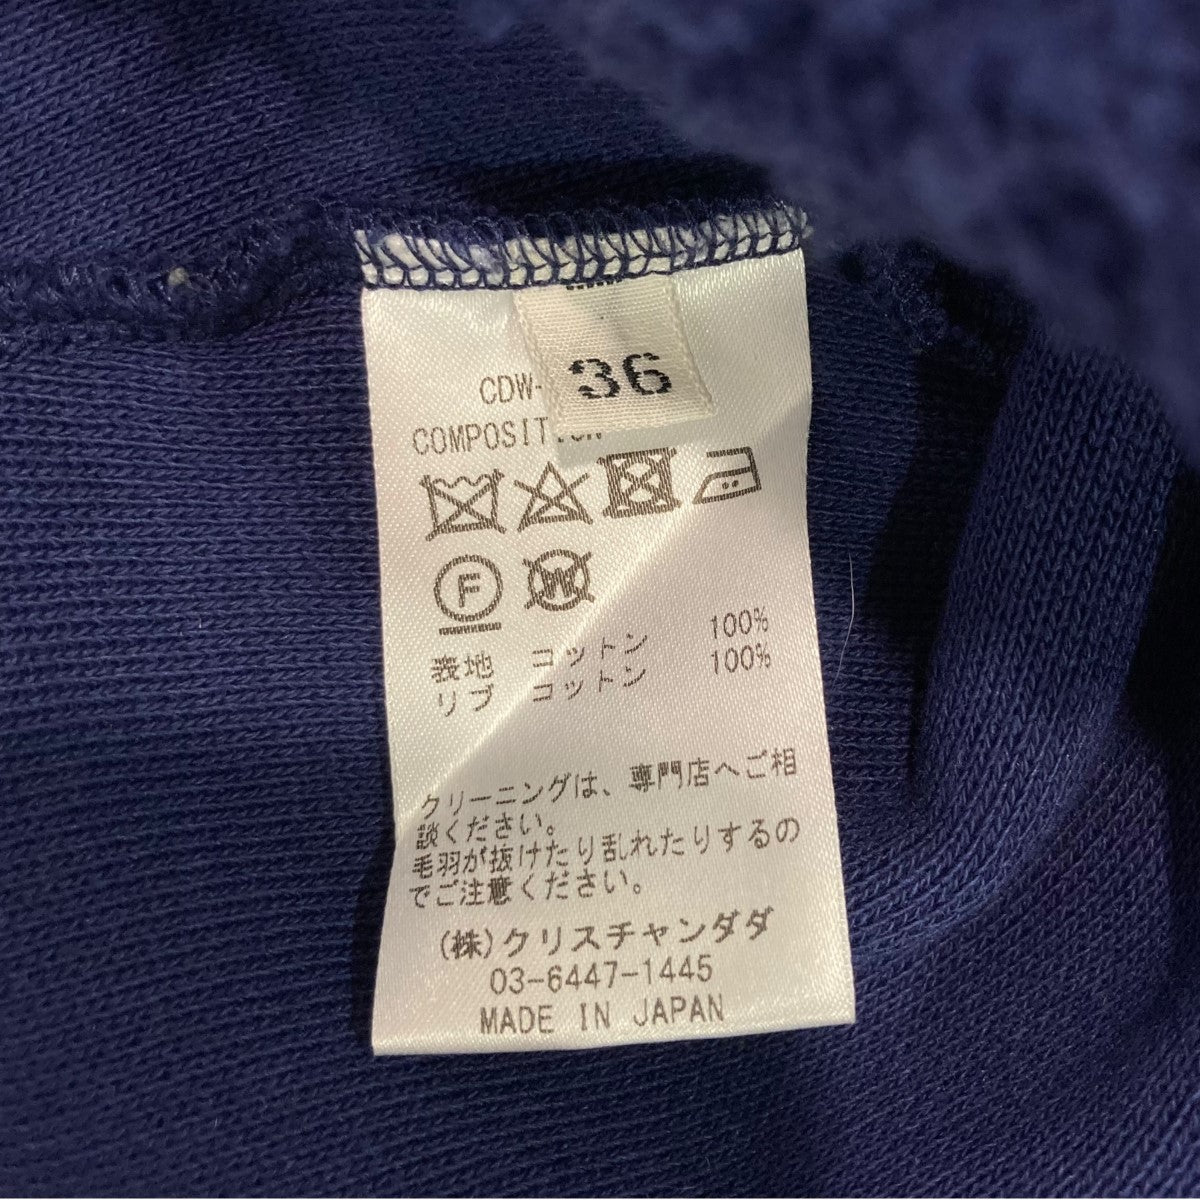 36
CDW-
COMPOSITION
F
W
表地 コットン 100%
リブ コットン 100%
クリーニングは、専門店へご相
談ください。
毛羽が抜けたり乱れたりするの
でご注意ください。
(株)クリスチャンダダ
03-6447-1445
MADE IN JAPAN